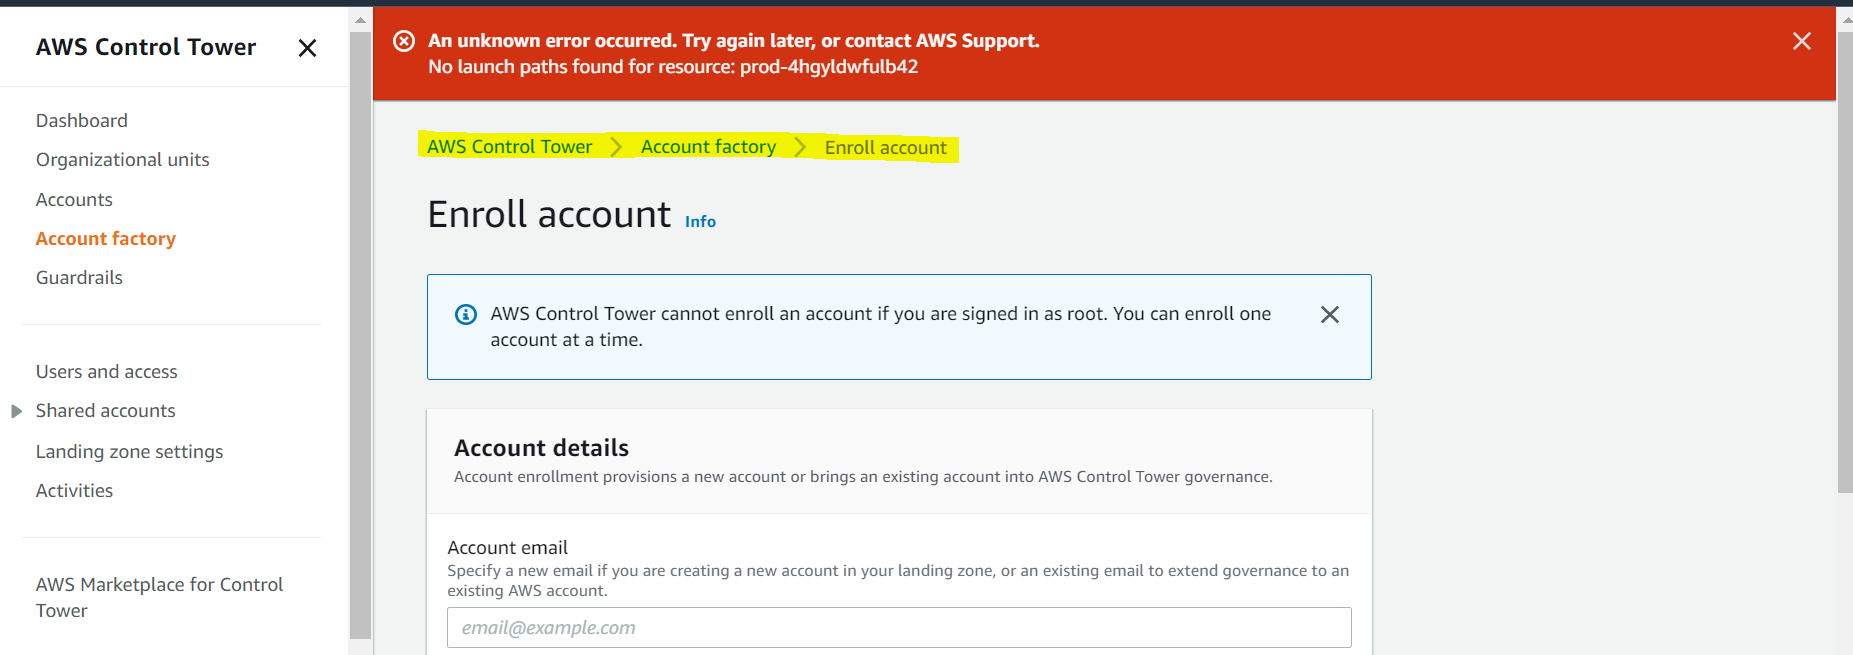 AWS Control Tower
Dashboard
Organizational units
Accounts
Account factory
Guardrails
Users and access
Shared accounts
Landing zone settings
Activities
AWS Marketplace for Control
Tower
An unknown error occurred. Try again later, or contact AWS Support.
No launch paths found for resource: prod-4hgyldwfulb42
AWS Control Tower > Account factory > Enroll account
Enroll account Info
AWS Control Tower cannot enroll an account if you are signed in as root. You can enroll one
account at a time.
Account details
Account enrollment provisions a new account or brings an existing account into AWS Control Tower governance.
Account email
Specify a new email if you are creating a new account in your landing zone, or an existing email to extend governance to an
existing AWS account.
email@example.com